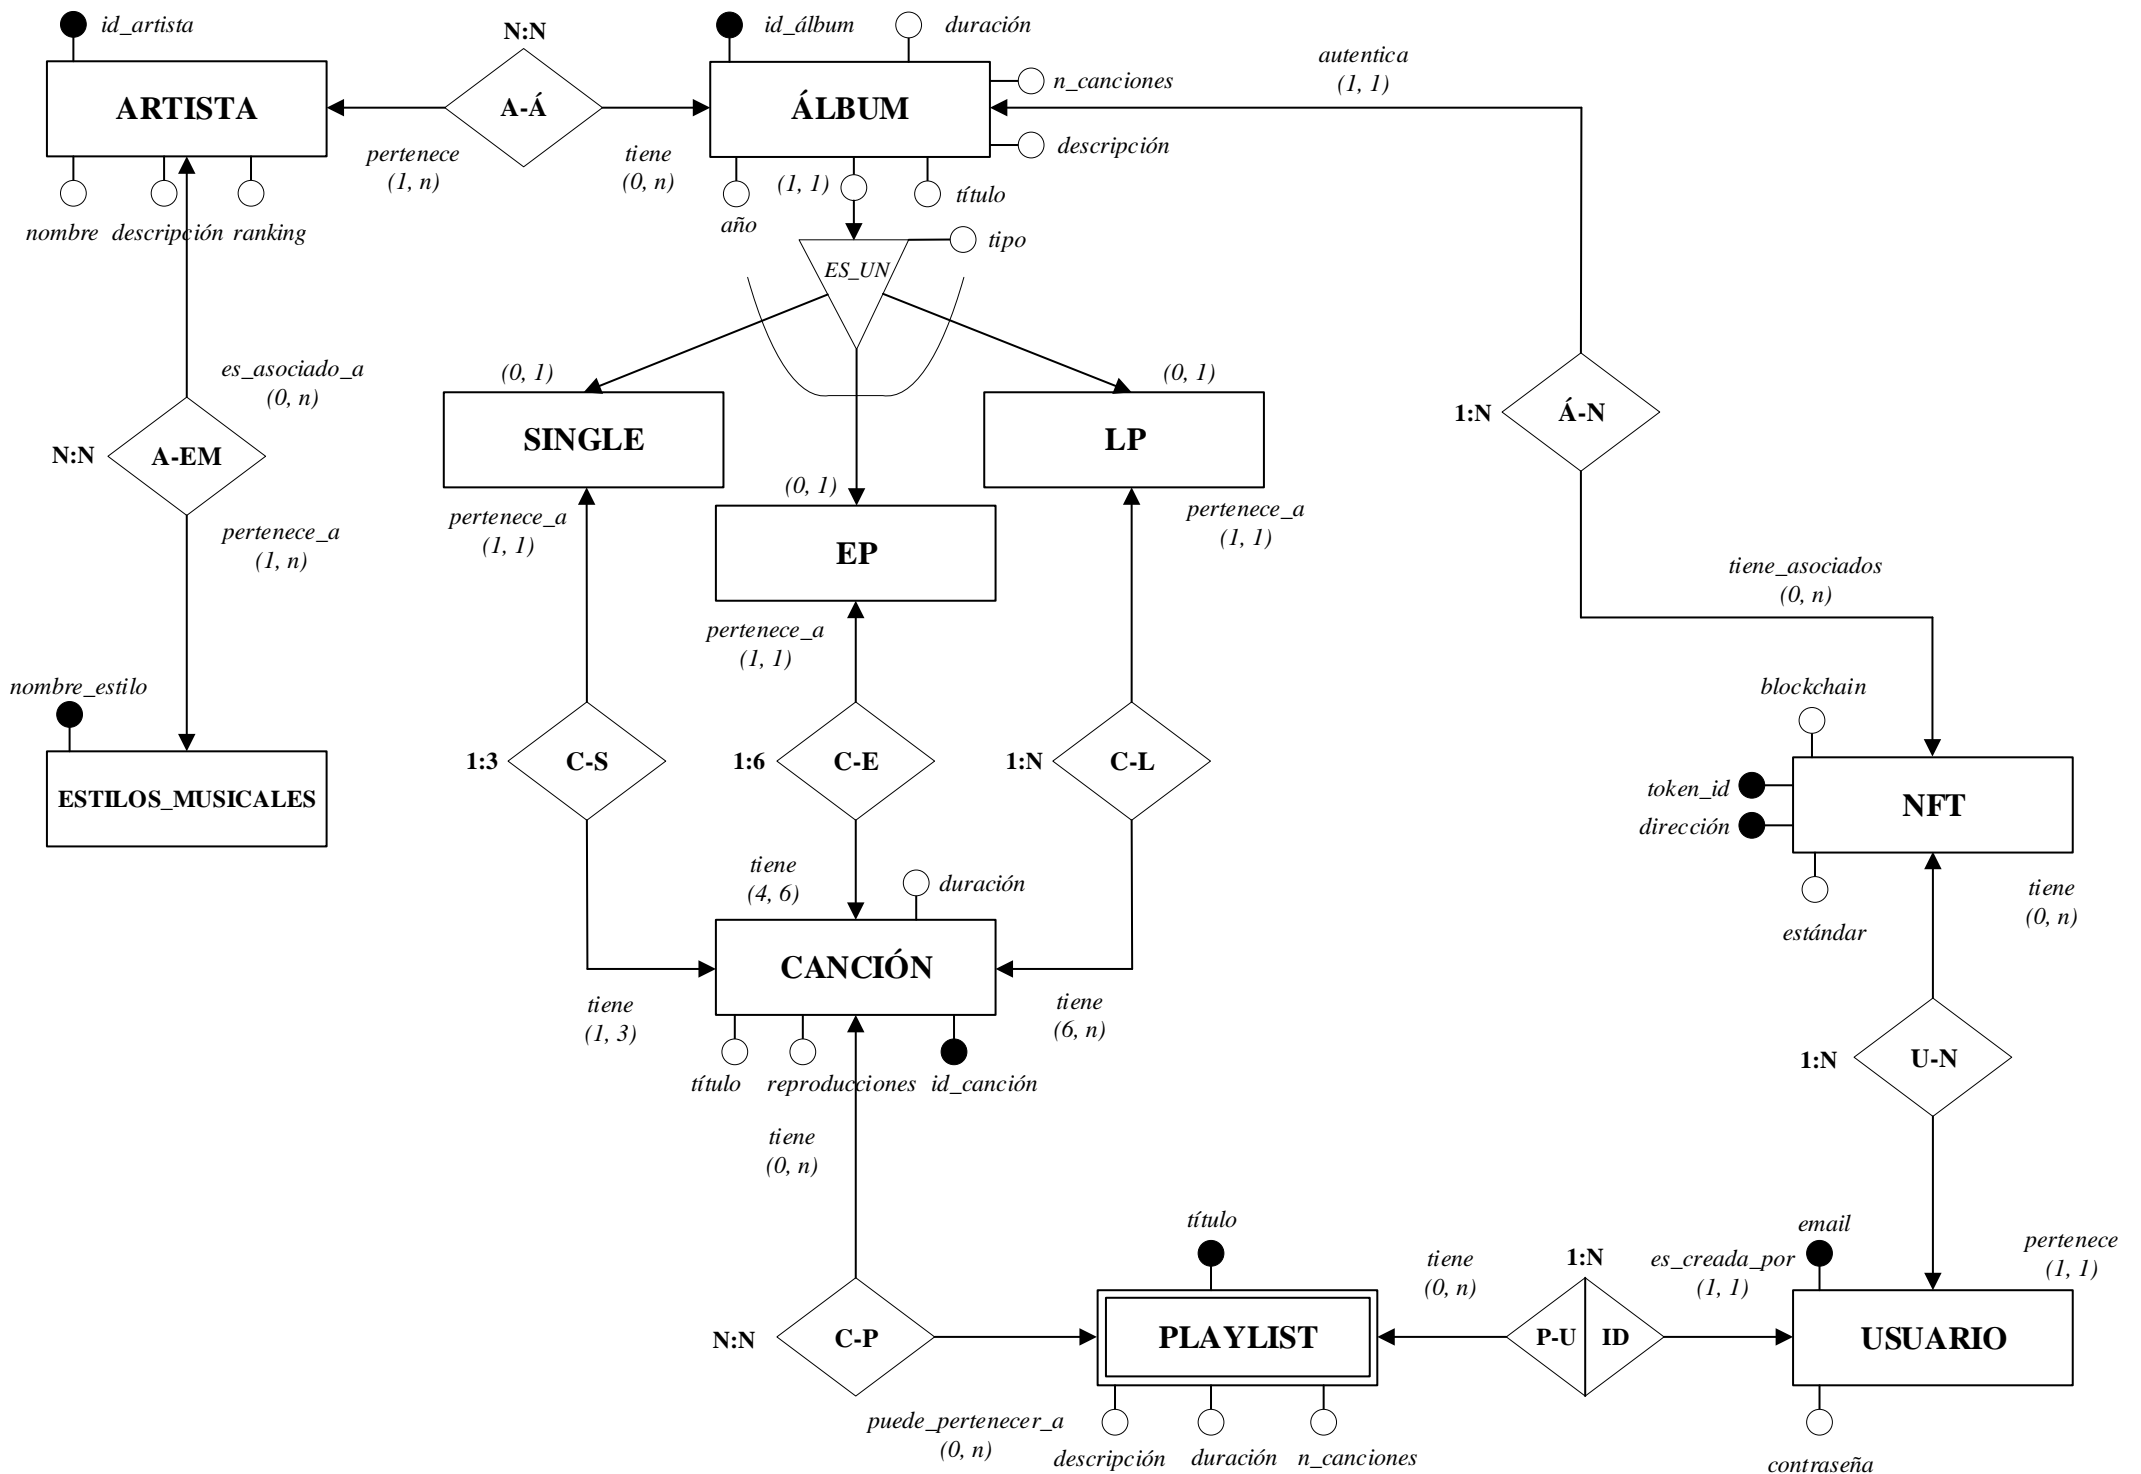 id_artista
N:N
id_álbum
duración
ARTISTA
A-Á
ÁLBUM
n_canciones
descripción
autentica
(1, 1)
pertenece
(1, n)
tiene
(0, n)
(1, 1)
título
año
nombre
descripción
ranking
tipo
ES_UN
es_asociado_a
(0, n)
(0, 1)
(0, 1)
N:N
A-EM
SINGLE
LP
1:N
Á-N
(0, 1)
pertenece_a
(1, n)
pertenece_a
(1, 1)
EP
pertenece_a
(1, 1)
tiene_asociados
(0, n)
pertenece_a
(1, 1)
nombre_estilo
ESTILOS_MUSICALES
1:3
C-S
1:6
C-E
1:N
C-L
blockchain
token_id
dirección
NFT
estándar
tiene
(0, n)
tiene
(4, 6)
duración
CANCIÓN
tiene
(1, 3)
tiene
(6, n)
título
reproducciones
id_canción
1:N
U-N
tiene
(0, n)
título
1:N
email
tiene
(0, n)
es_creada_por
(1, 1)
pertenece
(1, 1)
N:N
C-P
PLAYLIST
P-U
ID
USUARIO
puede_pertenecer_a
(0, n)
descripción
duración
n_canciones
contraseña